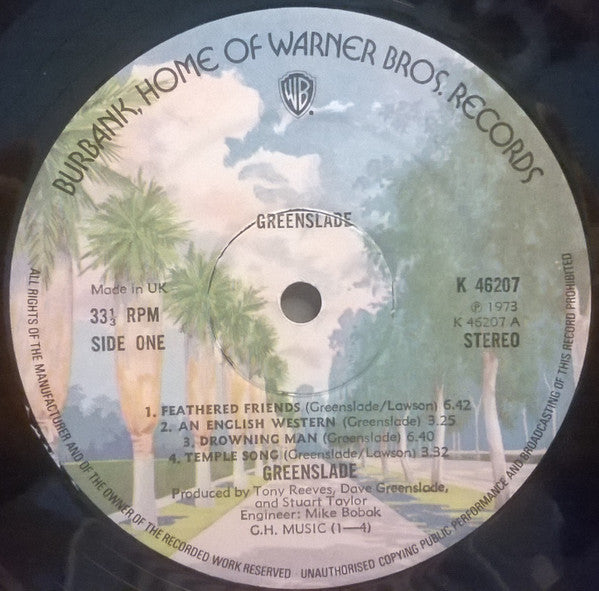 BURBANK, HOME OF WARNER BROS. RECORDS
WB
GREENSLADE
Made in UK
33⅓ RPM
SIDE ONE
K 46207
℗ 1973
K 46207 A
STEREO
1. FEATHERED FRIENDS (Greenslade/Lawson) 6.42
2. AN ENGLISH WESTERN (Greenslade) 3.25
3. DROWNING MAN (Greenslade) 6.40
4. TEMPLE SONG (Greenslade/Lawson) 3.32
GREENSLADE
Produced by Tony Reeves, Dave Greenslade,
and Stuart Taylor
Engineer: Mike Bobak
G.H. MUSIC (1—4)
ALL RIGHTS OF THE MANUFACTURER AND OF THE OWNER OF THE RECORDED WORK RESERVED UNAUTHORISED COPYING PUBLIC PERFORMANCE AND BROADCASTING OF THIS RECORD PROHIBITED